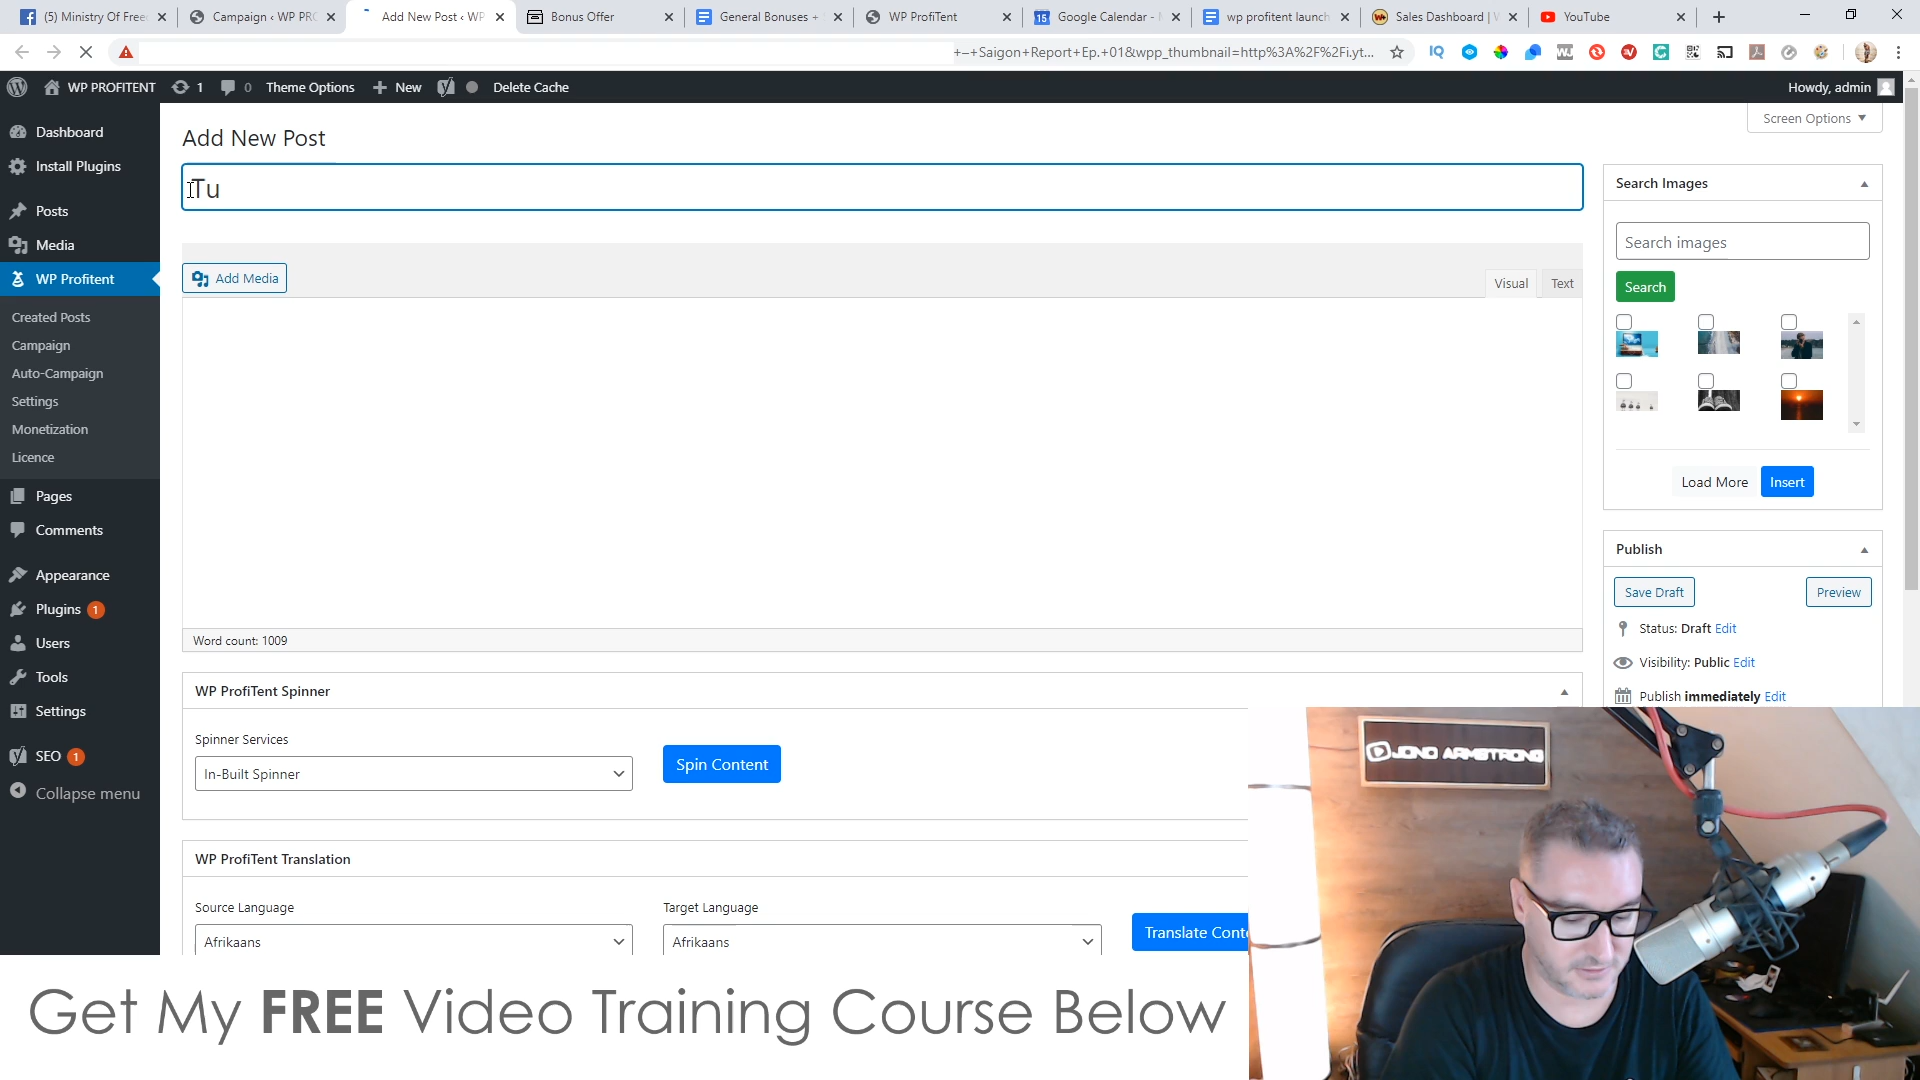 (5) Ministry Of Free
Campaign ‹ WP PRO
Add New Post ‹ WP
Bonus Offer
General Bonuses +
WP ProfiTent
Google Calendar -
wp profitent launch
Sales Dashboard |
YouTube
+–+Saigon+Report+Ep.+01&wpp_thumbnail=http%3A%2F%2Fi.yt...
WP PROFITENT
1
0
Theme Options
New
Delete Cache
Howdy, admin
Dashboard
Install Plugins
Posts
Media
WP Profitent
Created Posts
Campaign
Auto-Campaign
Settings
Monetization
Licence
Pages
Comments
Appearance
Plugins 1
Users
Tools
Settings
SEO 1
Collapse menu
Add New Post
Screen Options
Tu
Add Media
Visual
Text
Word count: 1009
WP ProfiTent Spinner
Spinner Services
In-Built Spinner
Spin Content
WP ProfiTent Translation
Source Language
Afrikaans
Target Language
Afrikaans
Translate Conte
Search Images
Search images
Search
Load More
Insert
Publish
Save Draft
Preview
Status: Draft Edit
Visibility: Public Edit
Publish immediately Edit
JONO ARMSTRONG
Get My FREE Video Training Course Below